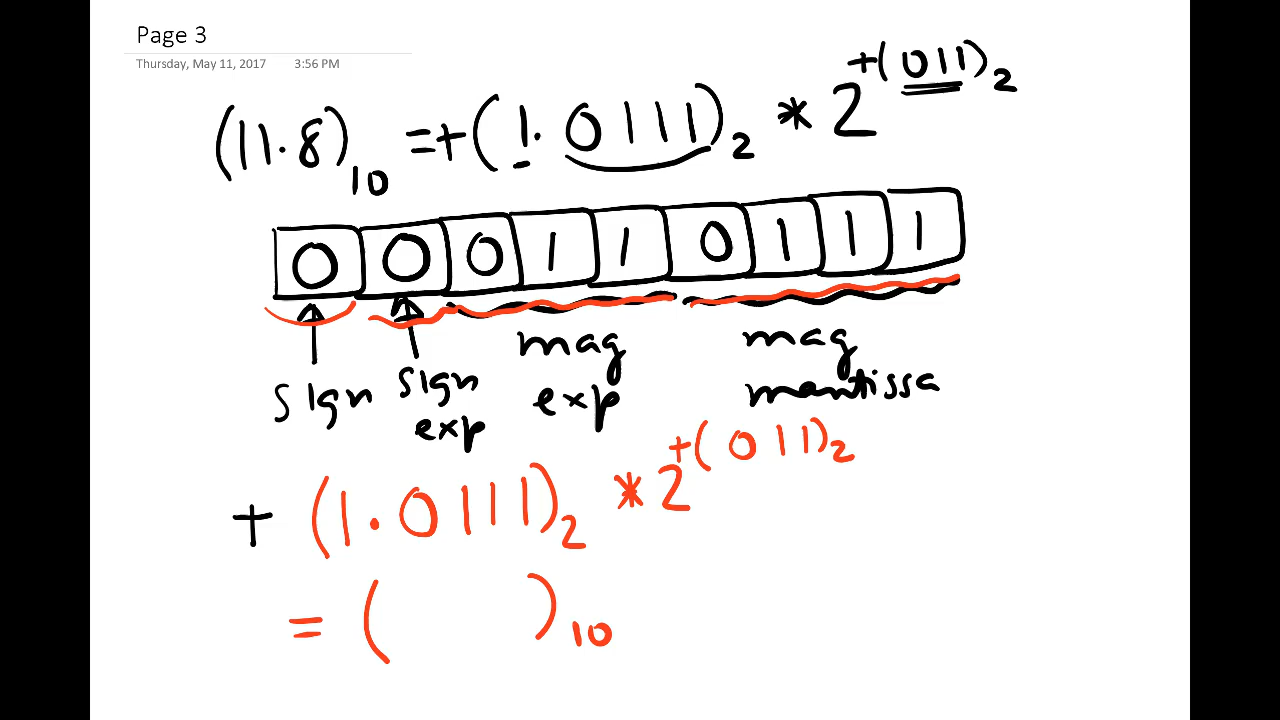 Page 3
Thursday, May 11, 2017 3:56 PM
(11.8)10 = +(1.0111)2 * 2^+(011)2
0 0 0 1 1 0 1 1 1
sign sign exp mag exp mag mantissa
+ (1.0111)2 * 2^+(011)2
= ( )10